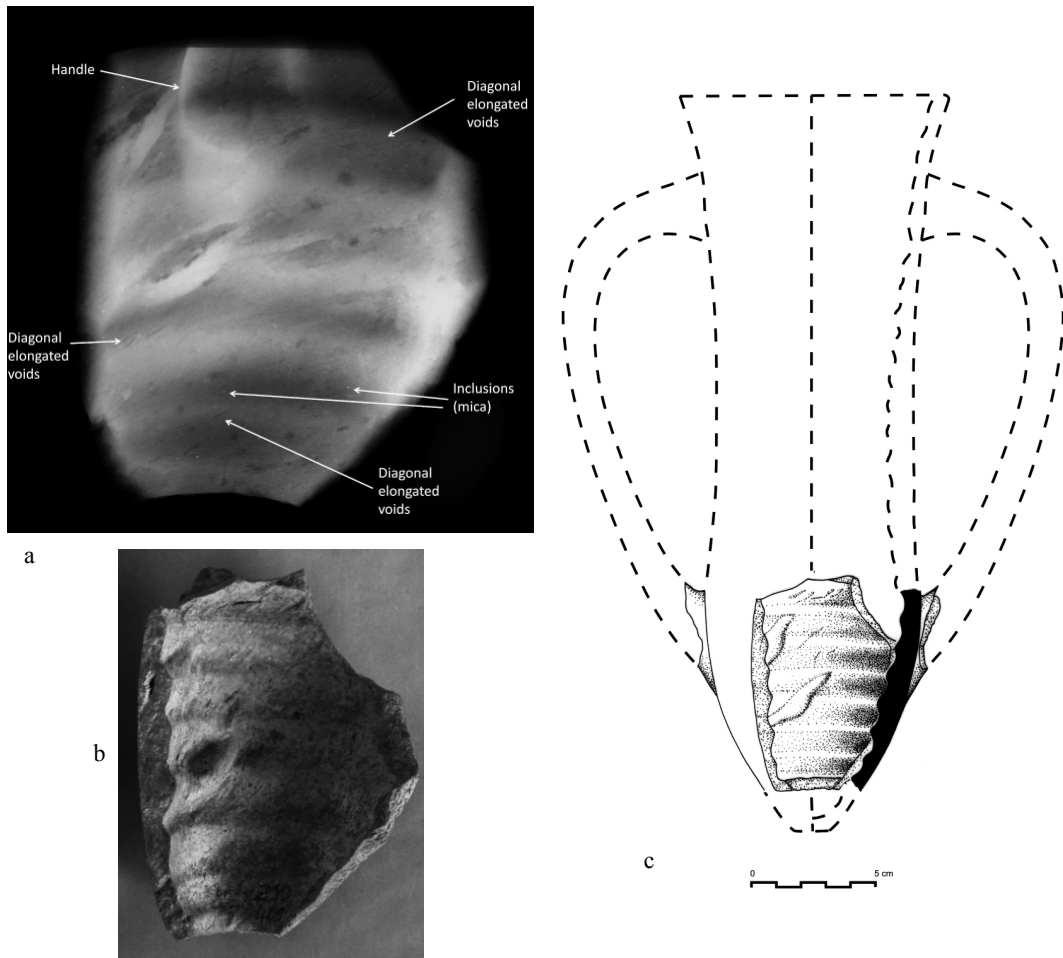 Handle
Diagonal
elongated
voids
Diagonal
elongated
voids
Inclusions
(mica)
Diagonal
elongated
voids
a
b
c
0 5 cm